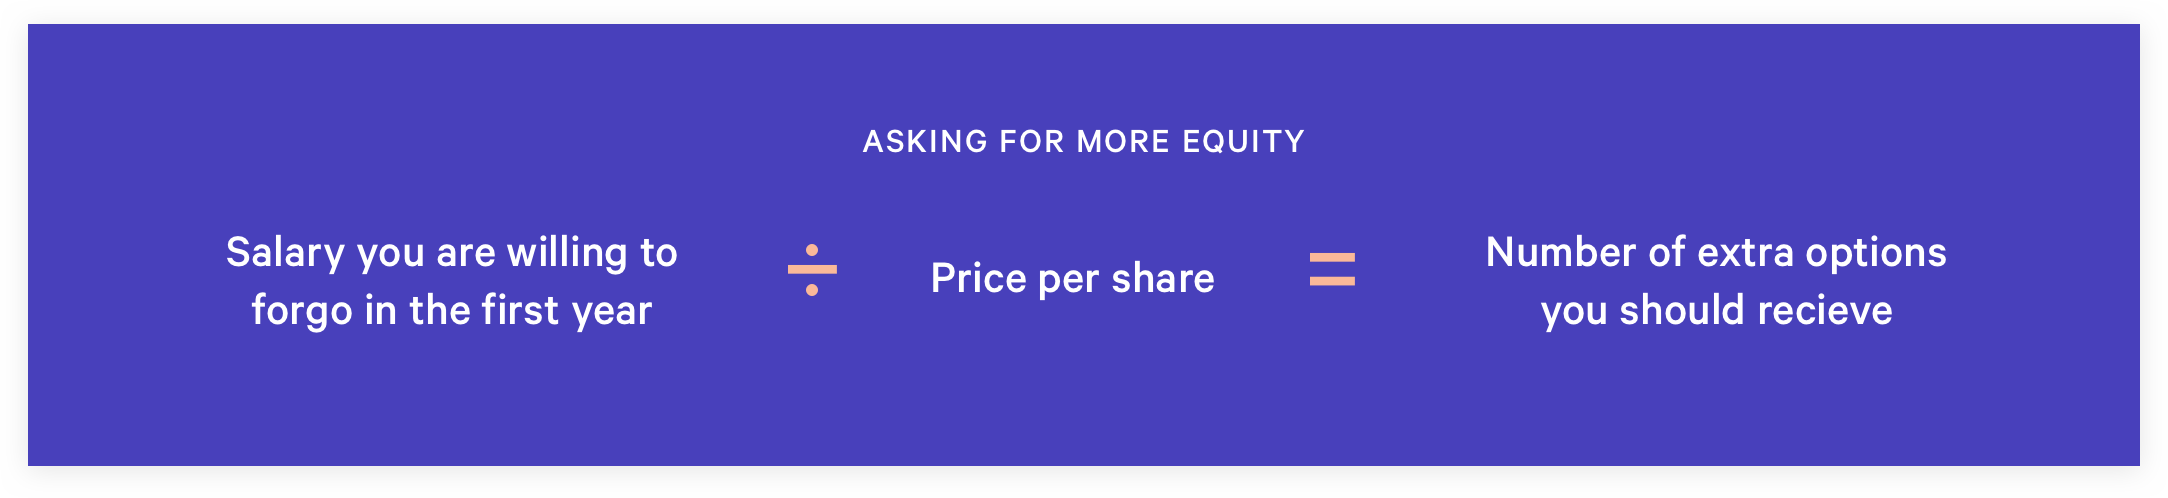 ASKING FOR MORE EQUITY
Salary you are willing to
forgo in the first year
÷
Price per share
=
Number of extra options
you should recieve